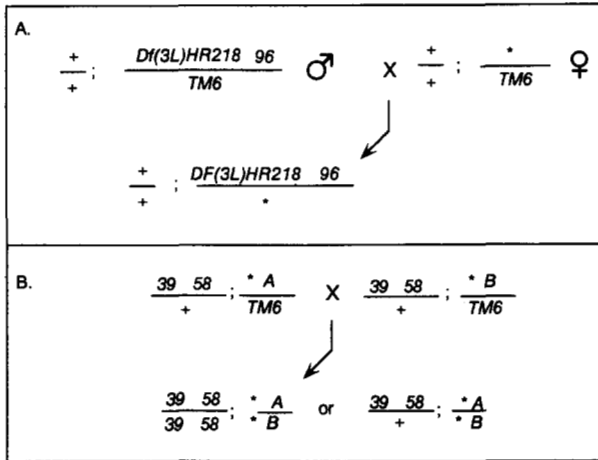 A.
+ / + ; Df(3L)HR218 96 / TM6 ♂ X + / + ; * / TM6 ♀
+ / + ; DF(3L)HR218 96 / *
B.
39 58 / + ; * A / TM6 X 39 58 / + ; * B / TM6
39 58 / 39 58 ; * A / * B or 39 58 / + ; * A / * B